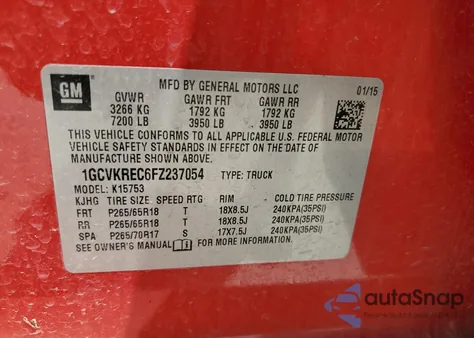 GM
MFD BY GENERAL MOTORS LLC 01/15
GVWR GAWR FRT GAWR RR
3266 KG 1792 KG 1792 KG
7200 LB 3950 LB 3950 LB
THIS VEHICLE CONFORMS TO ALL APPLICABLE U.S. FEDERAL MOTOR
VEHICLE SAFETY STANDARDS IN EFFECT ON THE DATE OF
MANUFACTURE SHOWN ABOVE.
1GCVKREC6FZ237054 TYPE: TRUCK
MODEL: K15753
KJHG TIRE SIZE SPEED RTG RIM COLD TIRE PRESSURE
FRT P265/65R18 T 18X8.5J 240KPA(35PSI)
RR P265/65R18 T 18X8.5J 240KPA(35PSI)
SPA P265/70R17 S 17X7.5J 240KPA(35PSI)
SEE OWNER'S MANUAL FOR MORE INFORMATION.
autoSnap